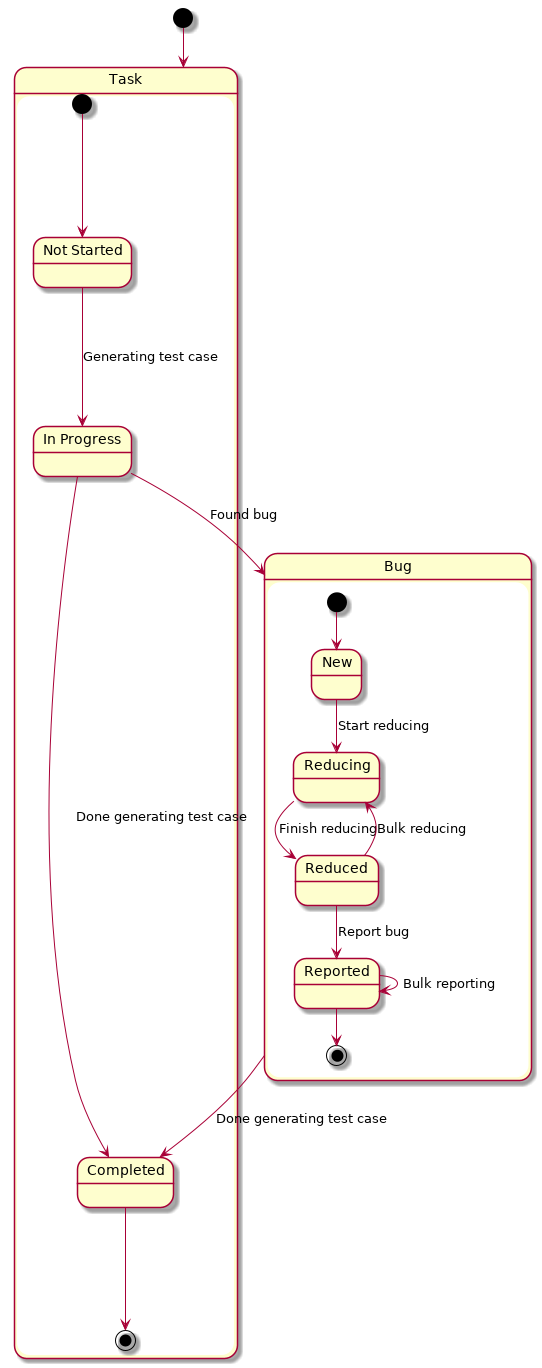 Task
Not Started
Generating test case
In Progress
Found bug
Bug
New
Start reducing
Reducing
Done generating test case
Finish reducing
Bulk reducing
Reduced
Report bug
Reported
Bulk reporting
Done generating test case
Completed